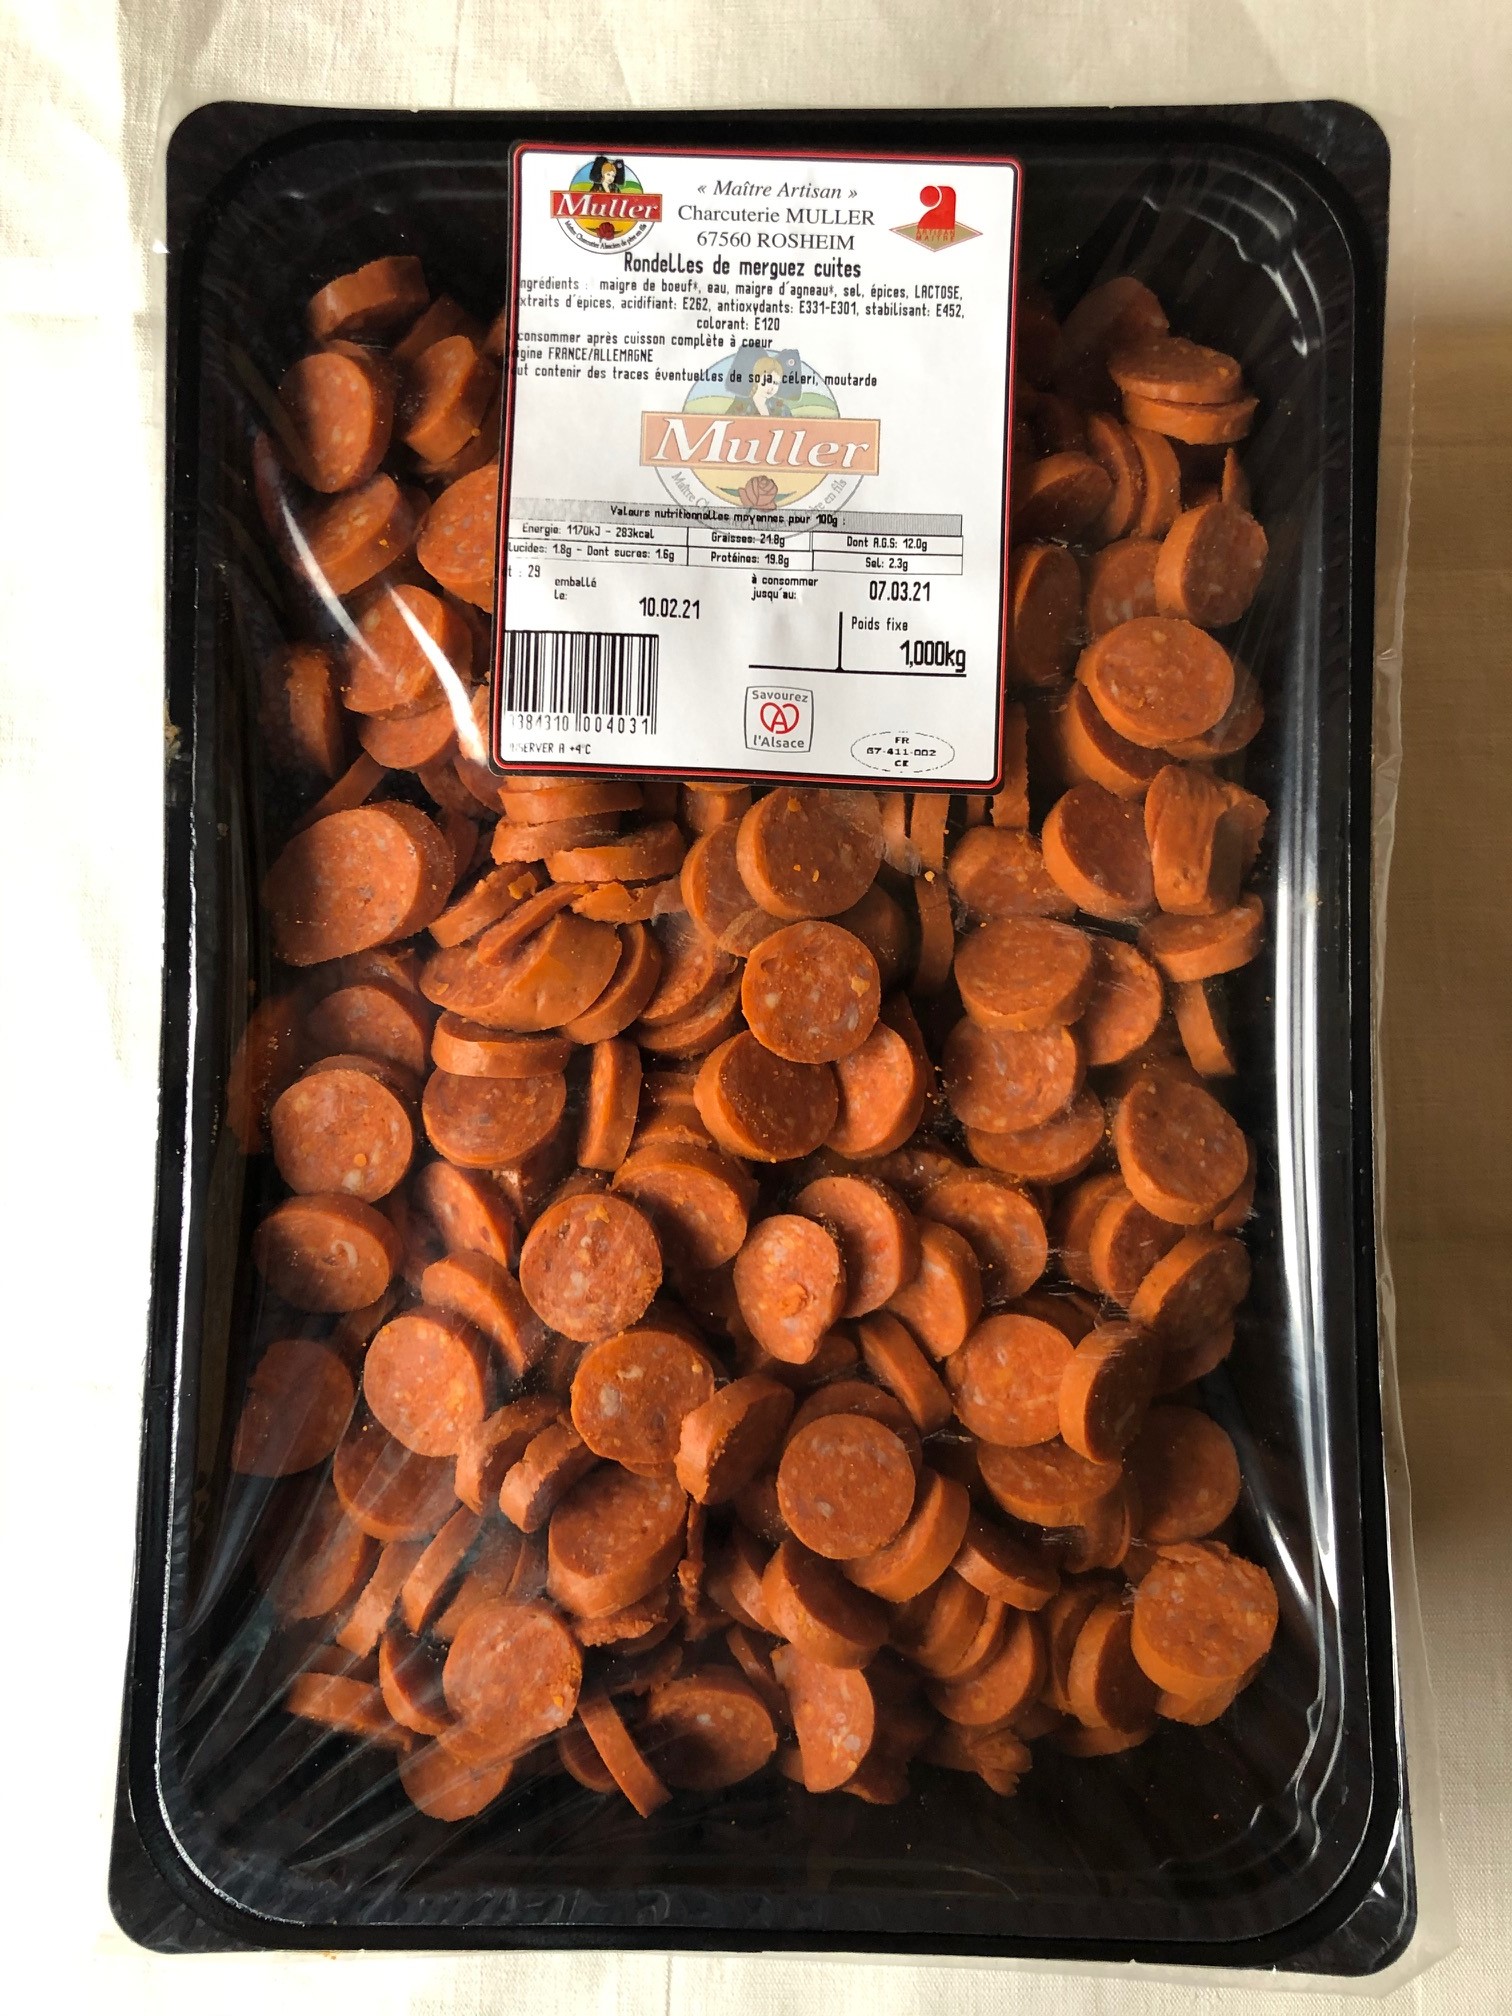 Muller
« Maître Artisan »
Charcuterie MULLER
67560 ROSHEIM
Rondelles de merguez cuites
ngrédients : maigre de boeuf*, eau, maigre d'agneau*, sel, épices, LACTOSE,
xtraits d'épices, acidifiant: E262, antioxydants: E331-E301, stabilisant: E452,
colorant: E120
consommer après cuisson complète à coeur
igine FRANCE/ALLEMAGNE
ut contenir des traces éventuelles de soja, céleri, moutarde
Muller
Maître
père en fils
Valeurs nutritionnelles moyennes pour 100g :
Energie: 1170kJ - 283kcal Graisses: 21.8g Dont A.G.S: 12.0g
lucides: 1.8g - Dont sucres: 1.6g Protéines: 19.8g Sel: 2.3g
t : 29
emballé
le:
10.02.21
à consommer
jusqu'au:
07.03.21
Poids fixe
1,000kg
384310 004031
SERVER A +4°C
Savourez
l'Alsace
FR
67-411-002
CE